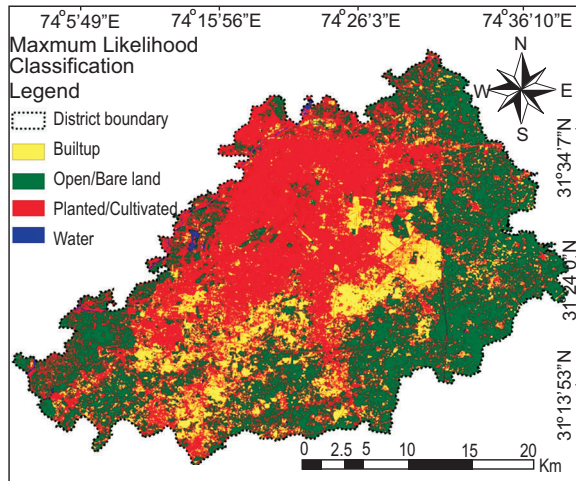 74°5'49" 74°15'56" 74°26'3" 74°36'10"
Maxmum Likelihood
Classification
Legend
District boundary
Builtup
Open/Bare land
Planted/Cultivated
Water
N
W E
S
31°34'7"N
31°24'0"N
31°13'53"N
0 2.5 5 10 15 20
Km